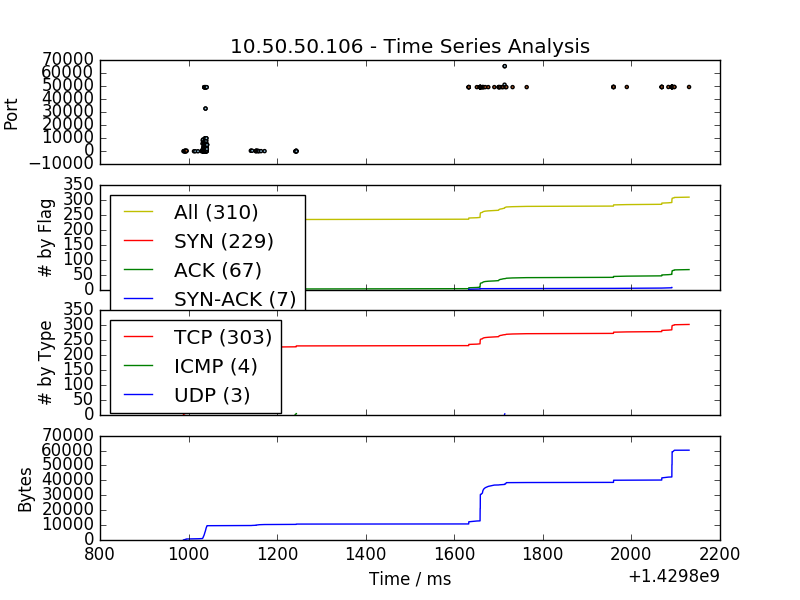 10.50.50.106 - Time Series Analysis
70000
60000
50000
40000
30000
20000
10000
0
−10000
Port
350
300
250
200
150
100
50
0
# by Flag
All (310)
SYN (229)
ACK (67)
SYN-ACK (7)
350
300
250
200
150
100
50
0
# by Type
TCP (303)
ICMP (4)
UDP (3)
70000
60000
50000
40000
30000
20000
10000
0
Bytes
800 1000 1200 1400 1600 1800 2000 2200
Time / ms
+1.4298e9